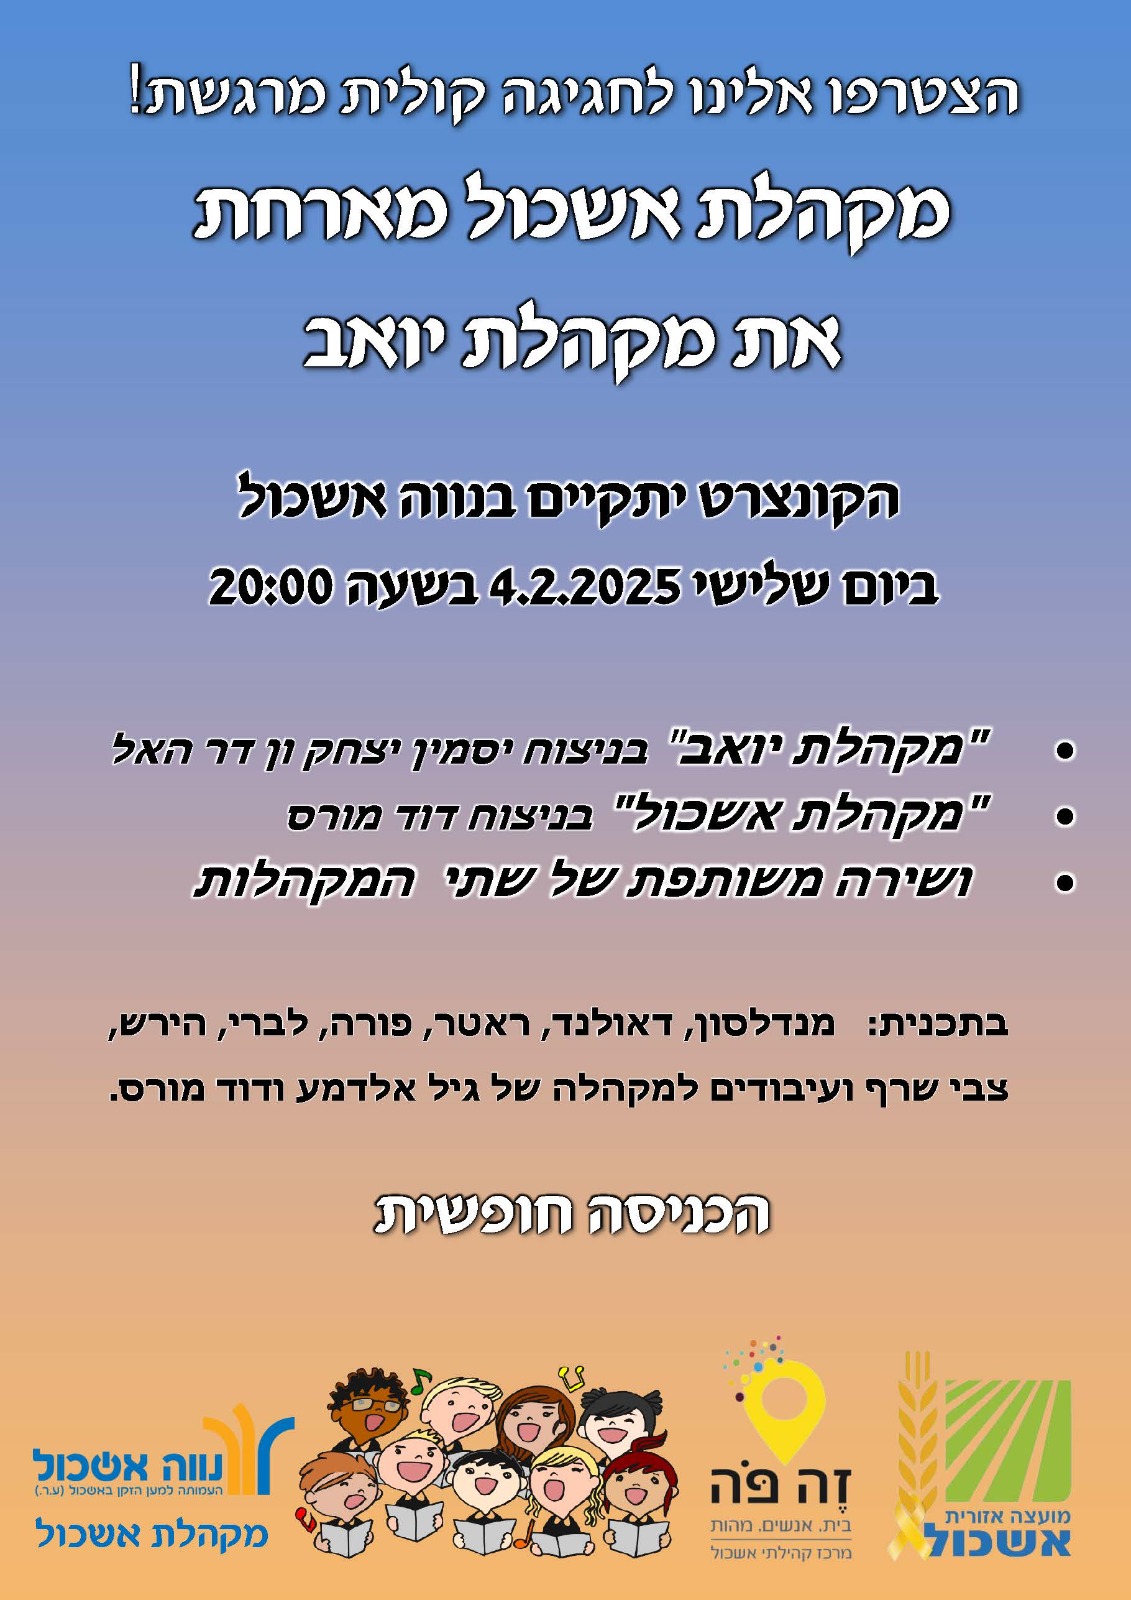 הצטרפו אלינו לחגיגה קולית מרגשת!
מקהלת אשכול מארחת
את מקהלת יואב
הקונצרט יתקיים בנווה אשכול
ביום שלישי 4.2.2025 בשעה 20:00
• "מקהלת יואב" בניצוח יסמין יצחק ון דר האל
• "מקהלת אשכול" בניצוח דוד מורס
• ושירה משותפת של שתי המקהלות
בתכנית: מנדלסון, דאולנד, ראטר, פורה, לברי, הירש,
צבי שרף ועיבודים למקהלה של גיל אלדמע ודוד מורס.
הכניסה חופשית
מועצה אזורית
אשכול
זֶה פֹּה
בית. אנשים. מהות
מרכז קהילתי אשכול
נווה אשכול
העמותה למען הזקן באשכול (ע.ר.)
מקהלת אשכול